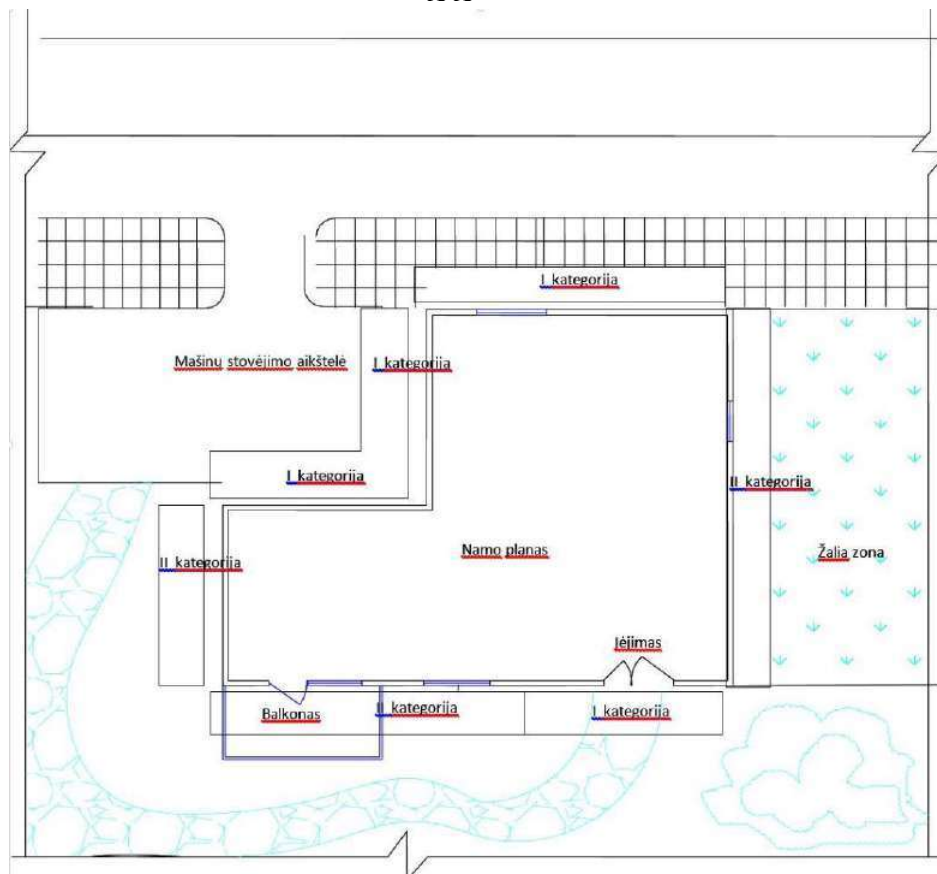 I kategorija
Mašinų stovėjimo aikštelė
I kategorija
I kategorija
II kategorija
Namo planas
Žalia zona
II kategorija
Įėjimas
Balkonas
II kategorija
I kategorija